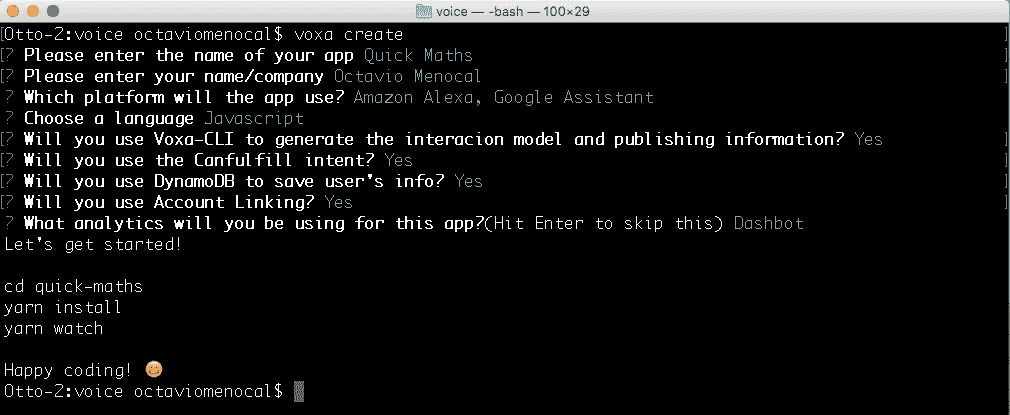 voice — -bash — 100×29
[Otto-2:voice octaviomenocal$ voxa create ]
[? Please enter the name of your app Quick Maths ]
[? Please enter your name/company Octavio Menocal ]
? Which platform will the app use? Amazon Alexa, Google Assistant
? Choose a language Javascript
[? Will you use Voxa-CLI to generate the interacion model and publishing information? Yes ]
[? Will you use the Canfulfill intent? Yes ]
[? Will you use DynamoDB to save user's info? Yes ]
[? Will you use Account Linking? Yes ]
? What analytics will you be using for this app?(Hit Enter to skip this) Dashbot
Let's get started!
cd quick-maths
yarn install
yarn watch
Happy coding! 😀
Otto-2:voice octaviomenocal$